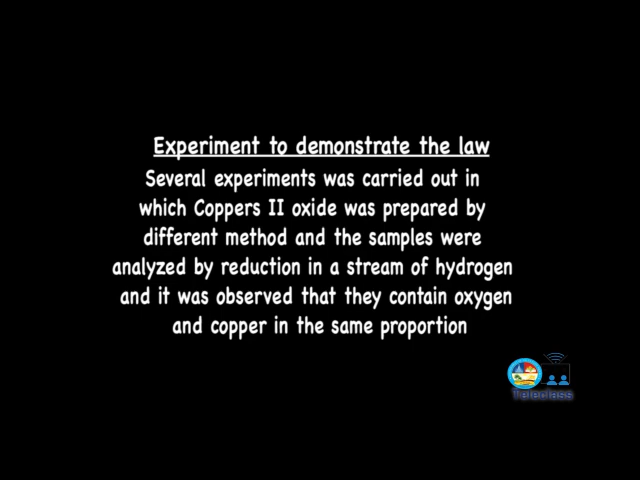 Experiment to demonstrate the law
Several experiments was carried out in
which Coppers II oxide was prepared by
different method and the samples were
analyzed by reduction in a stream of hydrogen
and it was observed that they contain oxygen
and copper in the same proportion
Teleclass